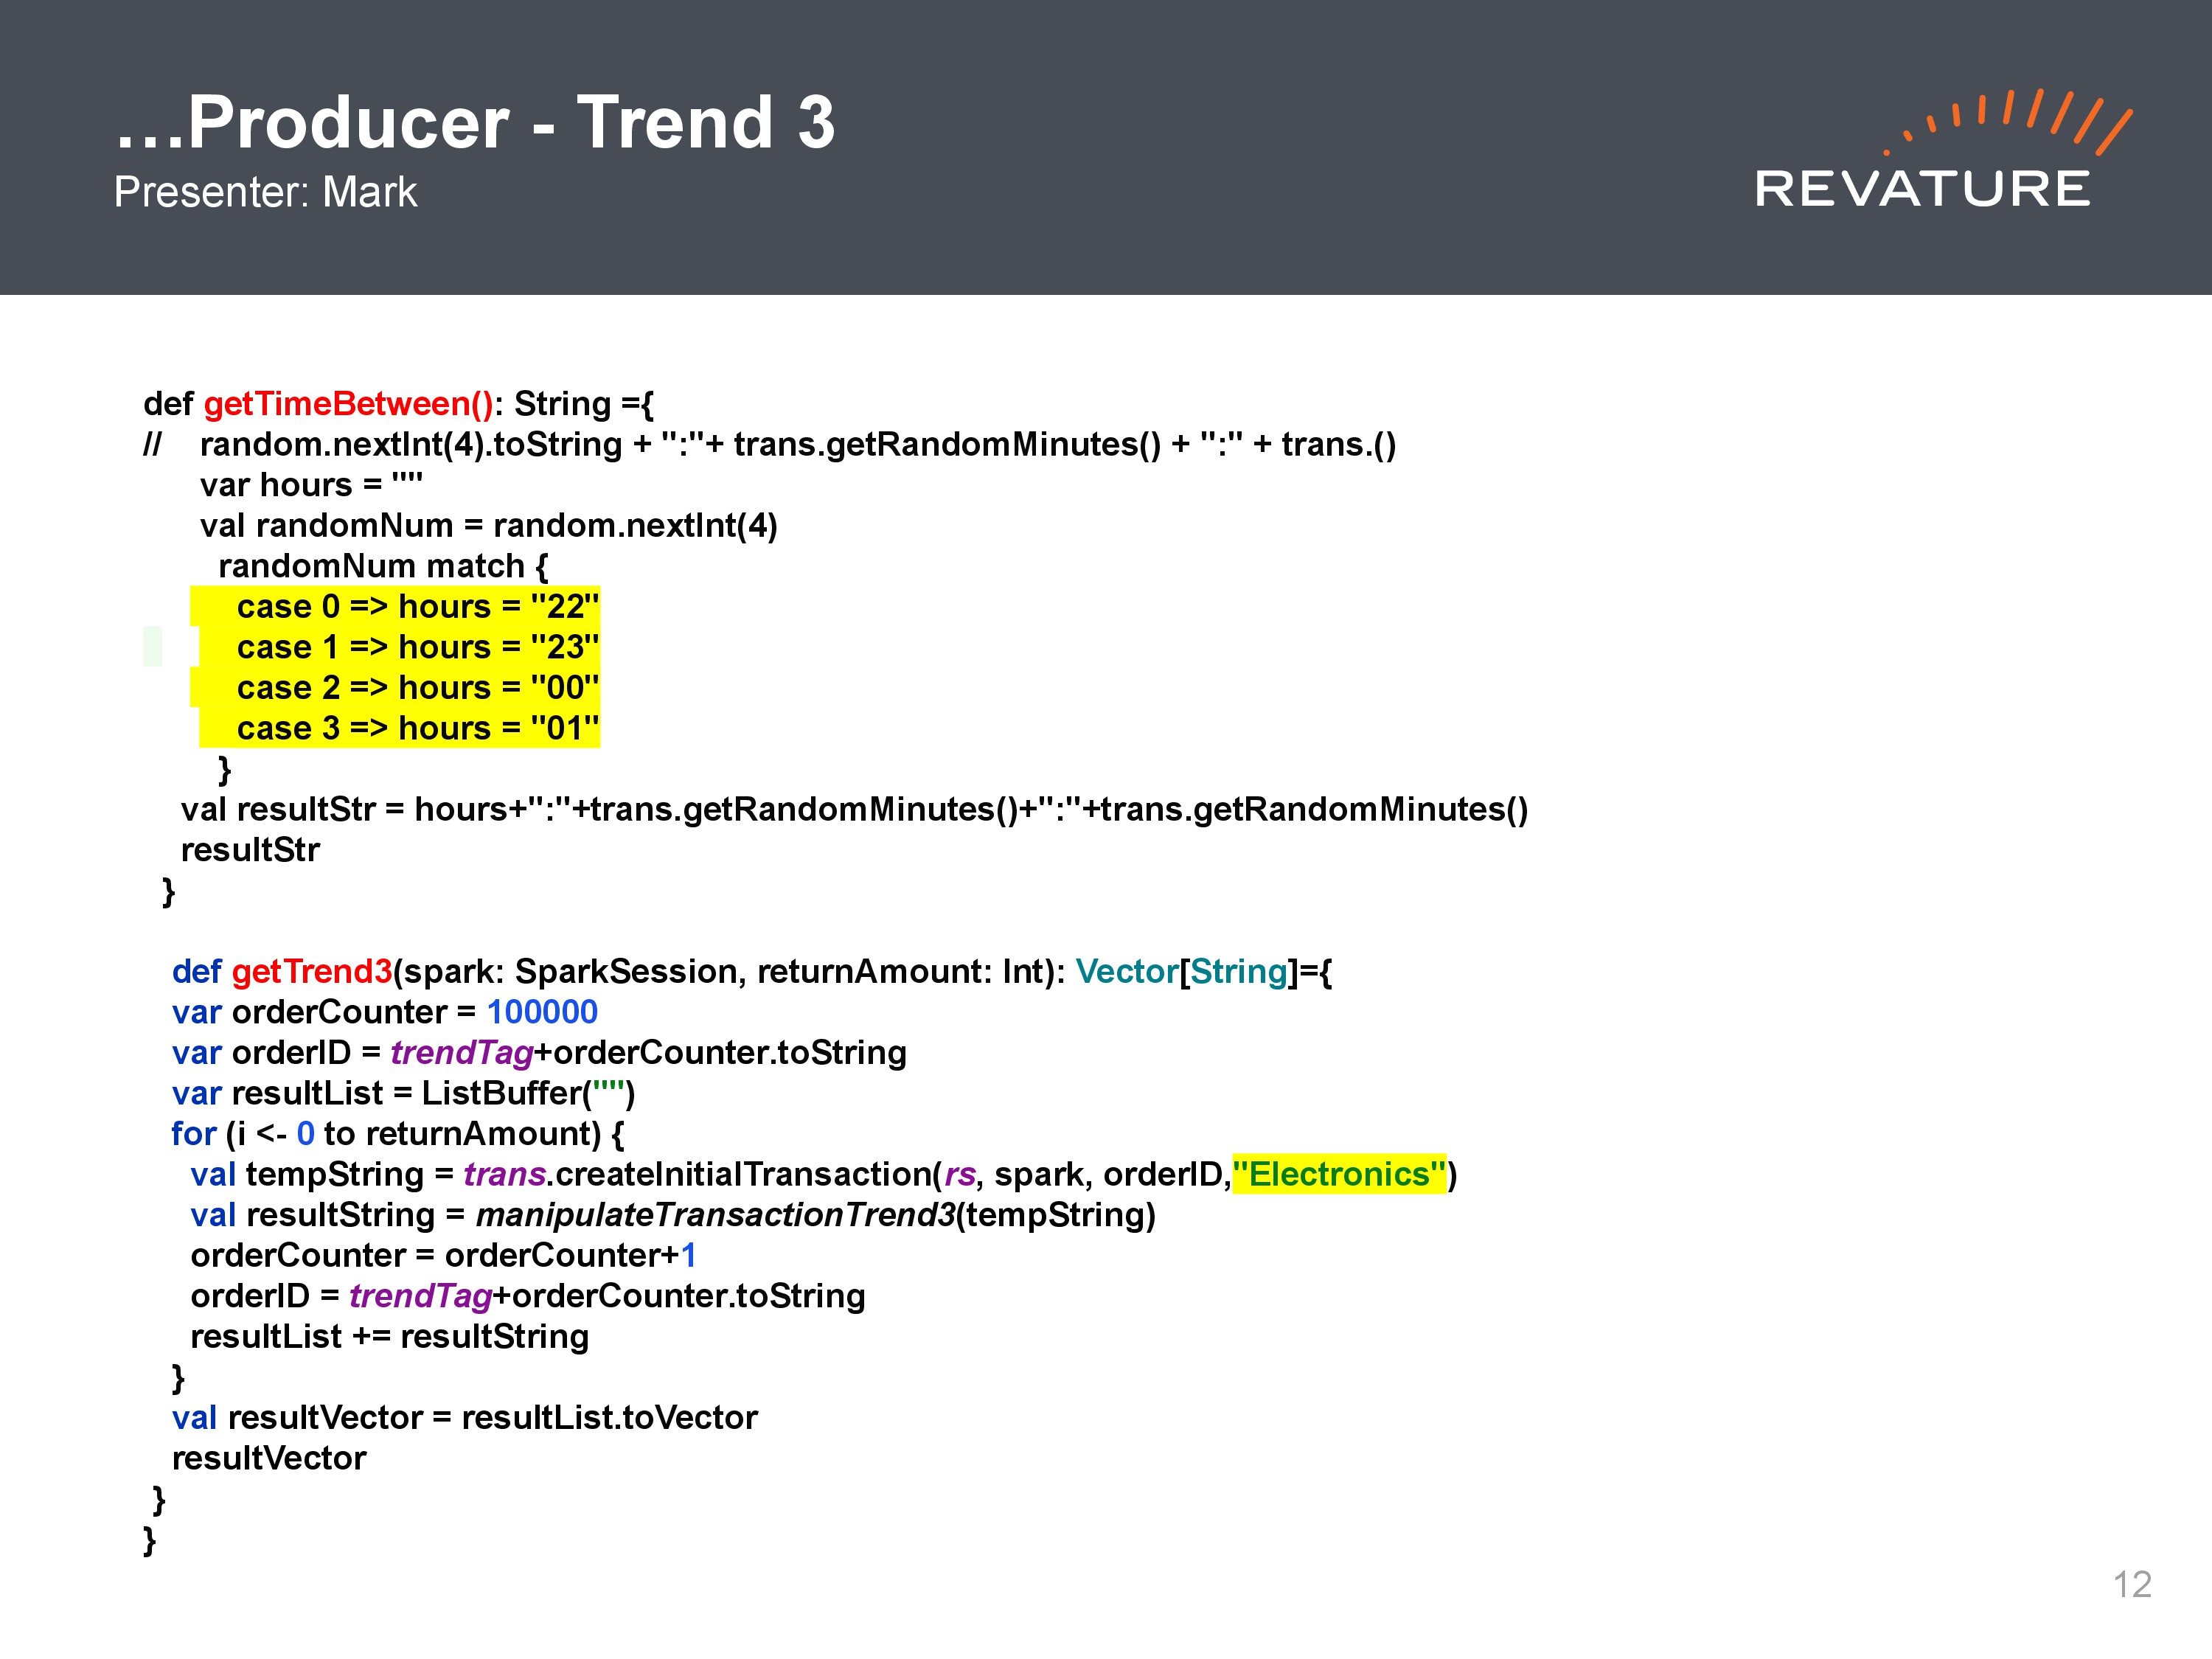 …Producer - Trend 3
Presenter: Mark
REVATURE
def getTimeBetween(): String ={
//    random.nextInt(4).toString + ":"+ trans.getRandomMinutes() + ":" + trans.()
var hours = ""
val randomNum = random.nextInt(4)
randomNum match {
case 0 => hours = "22"
case 1 => hours = "23"
case 2 => hours = "00"
case 3 => hours = "01"
}
val resultStr = hours+":"+trans.getRandomMinutes()+":"+trans.getRandomMinutes()
resultStr
}
def getTrend3(spark: SparkSession, returnAmount: Int): Vector[String]={
var orderCounter = 100000
var orderID = trendTag+orderCounter.toString
var resultList = ListBuffer("")
for (i <- 0 to returnAmount) {
val tempString = trans.createInitialTransaction(rs, spark, orderID,"Electronics")
val resultString = manipulateTransactionTrend3(tempString)
orderCounter = orderCounter+1
orderID = trendTag+orderCounter.toString
resultList += resultString
}
val resultVector = resultList.toVector
resultVector
}
}
12